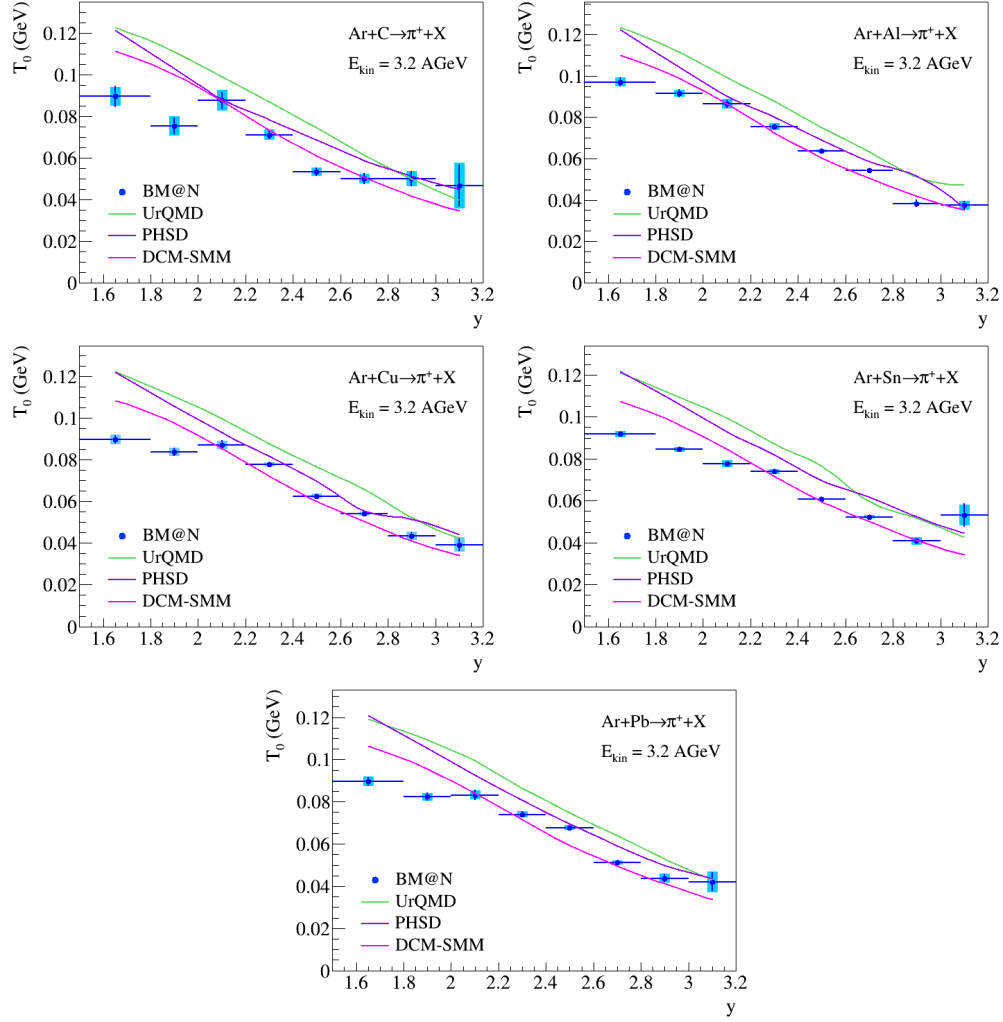 T₀ (GeV)
Ar+C→π⁺+X
E_kin = 3.2 AGeV
0.12
0.1
0.08
0.06
0.04
0.02
0
BM@N
UrQMD
PHSD
DCM-SMM
1.6 1.8 2 2.2 2.4 2.6 2.8 3 3.2
y
T₀ (GeV)
Ar+Al→π⁺+X
E_kin = 3.2 AGeV
0.12
0.1
0.08
0.06
0.04
0.02
0
BM@N
UrQMD
PHSD
DCM-SMM
1.6 1.8 2 2.2 2.4 2.6 2.8 3 3.2
y
T₀ (GeV)
Ar+Cu→π⁺+X
E_kin = 3.2 AGeV
0.12
0.1
0.08
0.06
0.04
0.02
0
BM@N
UrQMD
PHSD
DCM-SMM
1.6 1.8 2 2.2 2.4 2.6 2.8 3 3.2
y
T₀ (GeV)
Ar+Sn→π⁺+X
E_kin = 3.2 AGeV
0.12
0.1
0.08
0.06
0.04
0.02
0
BM@N
UrQMD
PHSD
DCM-SMM
1.6 1.8 2 2.2 2.4 2.6 2.8 3 3.2
y
T₀ (GeV)
Ar+Pb→π⁺+X
E_kin = 3.2 AGeV
0.12
0.1
0.08
0.06
0.04
0.02
0
BM@N
UrQMD
PHSD
DCM-SMM
1.6 1.8 2 2.2 2.4 2.6 2.8 3 3.2
y